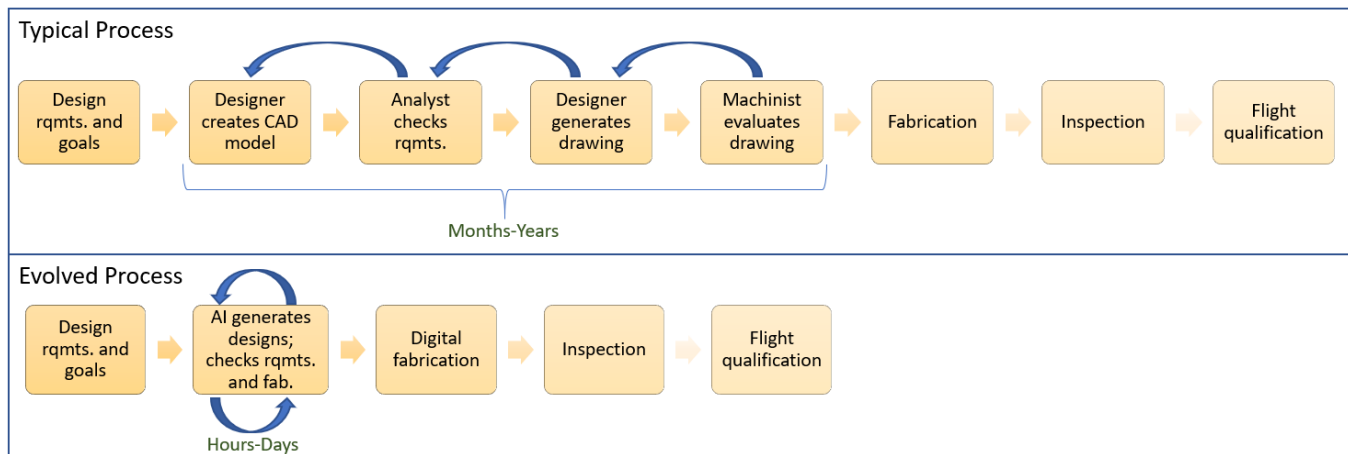 Typical Process
Design
rqmts. and
goals
Designer
creates CAD
model
Analyst
checks
rqmts.
Designer
generates
drawing
Machinist
evaluates
drawing
Fabrication
Inspection
Flight
qualification
Months-Years
Evolved Process
Design
rqmts. and
goals
AI generates
designs;
checks rqmts.
and fab.
Digital
fabrication
Inspection
Flight
qualification
Hours-Days